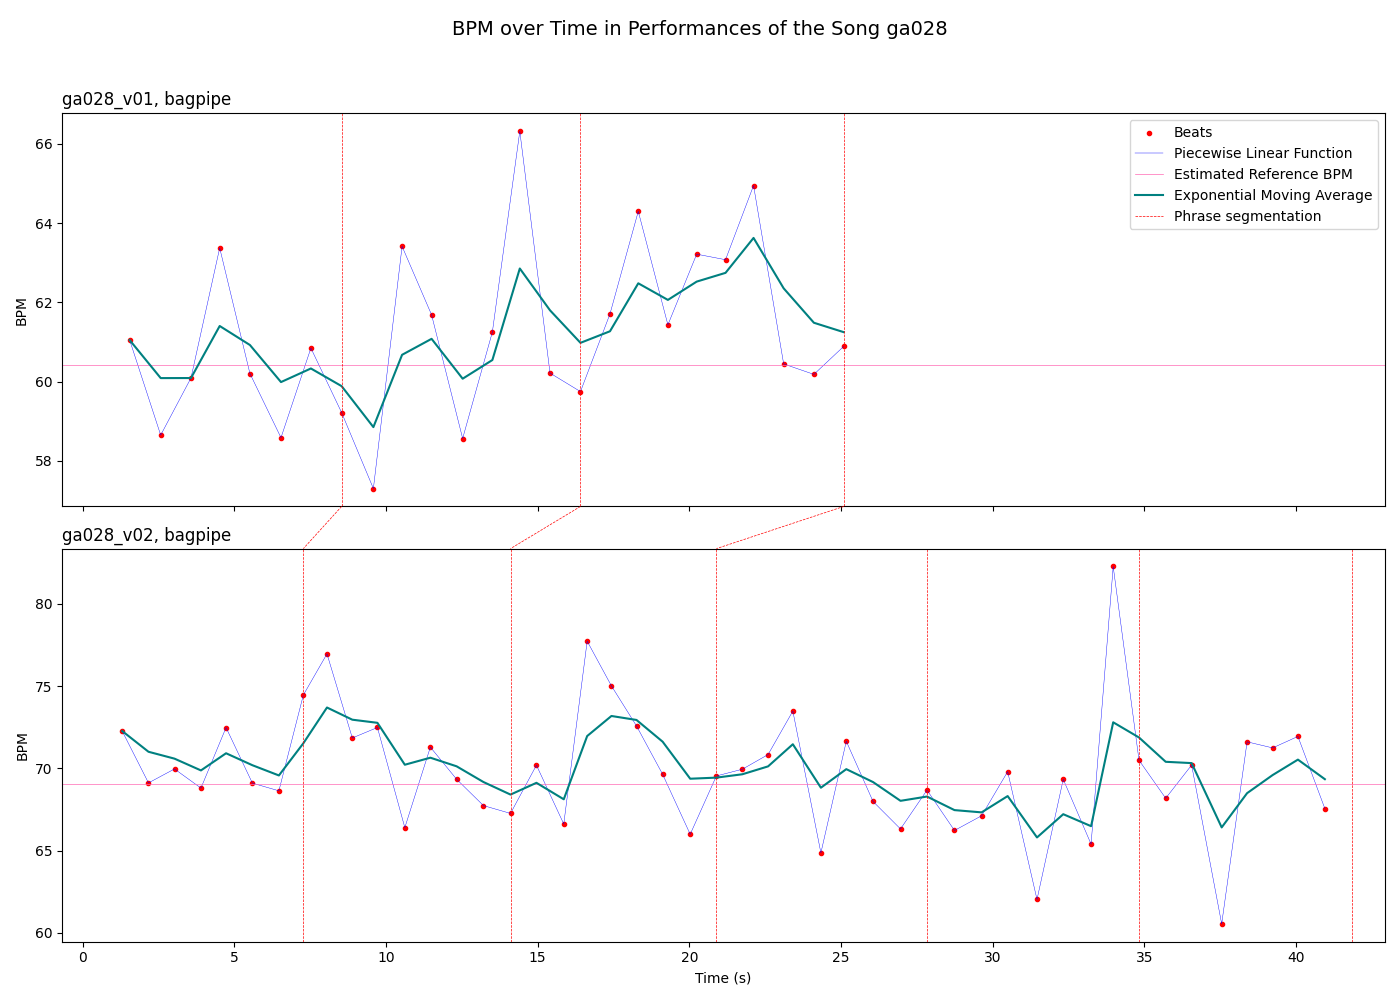 BPM over Time in Performances of the Song ga028
ga028_v01, bagpipe
Beats
Piecewise Linear Function
Estimated Reference BPM
Exponential Moving Average
Phrase segmentation
66
64
62
60
58
BPM
ga028_v02, bagpipe
80
75
70
65
60
BPM
0 5 10 15 20 25 30 35 40
Time (s)